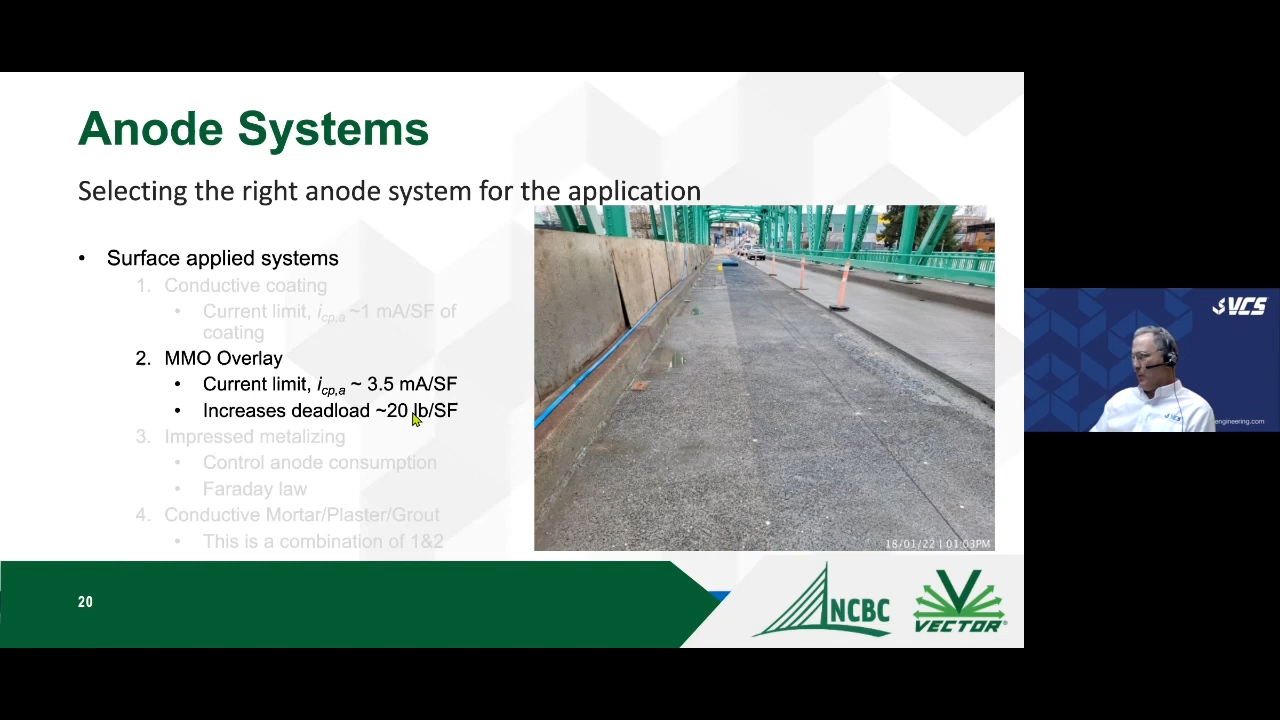 Anode Systems
Selecting the right anode system for the application
• Surface applied systems
1. Conductive coating
• Current limit, icp,a ~1 mA/SF of
coating
2. MMO Overlay
• Current limit, icp,a ~ 3.5 mA/SF
• Increases deadload ~20 lb/SF
3. Impressed metalizing
• Control anode consumption
• Faraday law
4. Conductive Mortar/Plaster/Grout
• This is a combination of 1&2
18/01/22 | 01:03PM
20
NCBC
VECTOR®
VCS
VCS
engineering.com